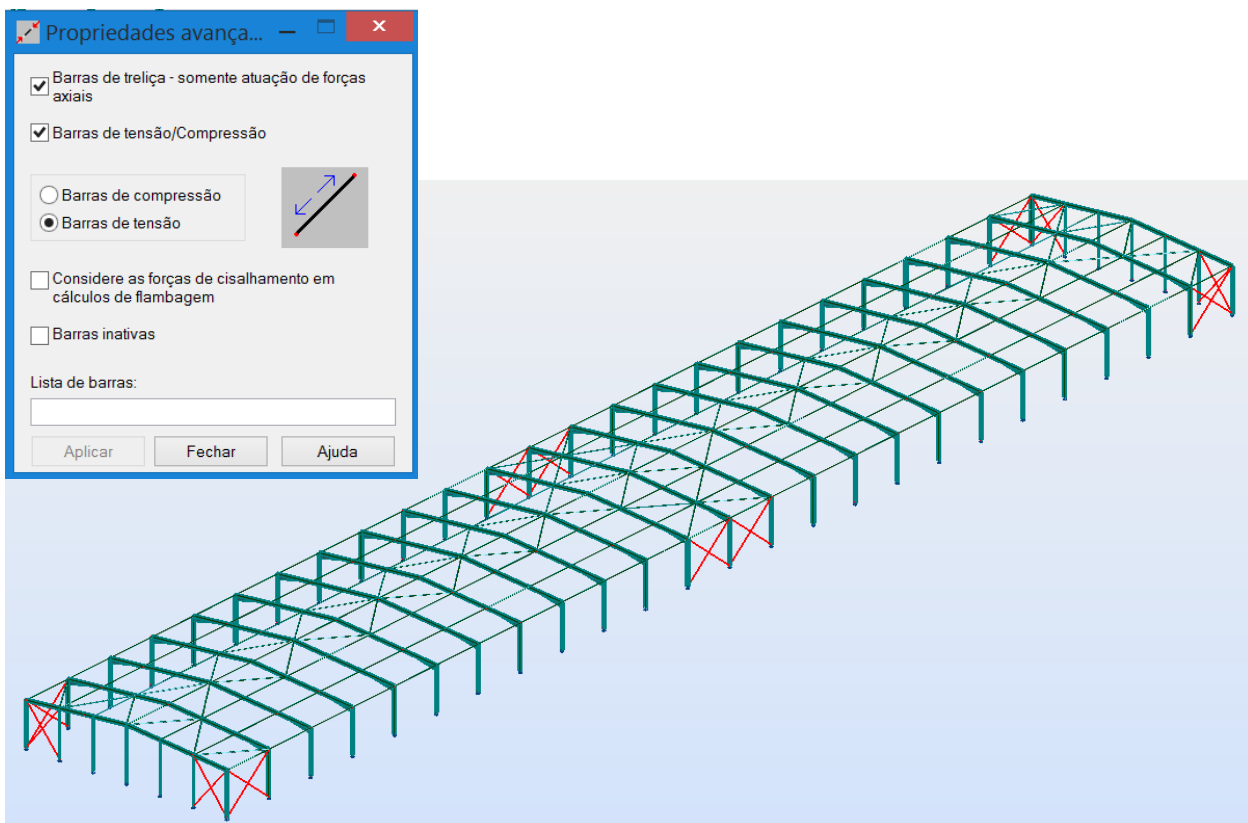 Propriedades avança...
Barras de treliça - somente atuação de forças
axiais
Barras de tensão/Compressão
Barras de compressão
Barras de tensão
Considere as forças de cisalhamento em
cálculos de flambagem
Barras inativas
Lista de barras:
Aplicar Fechar Ajuda